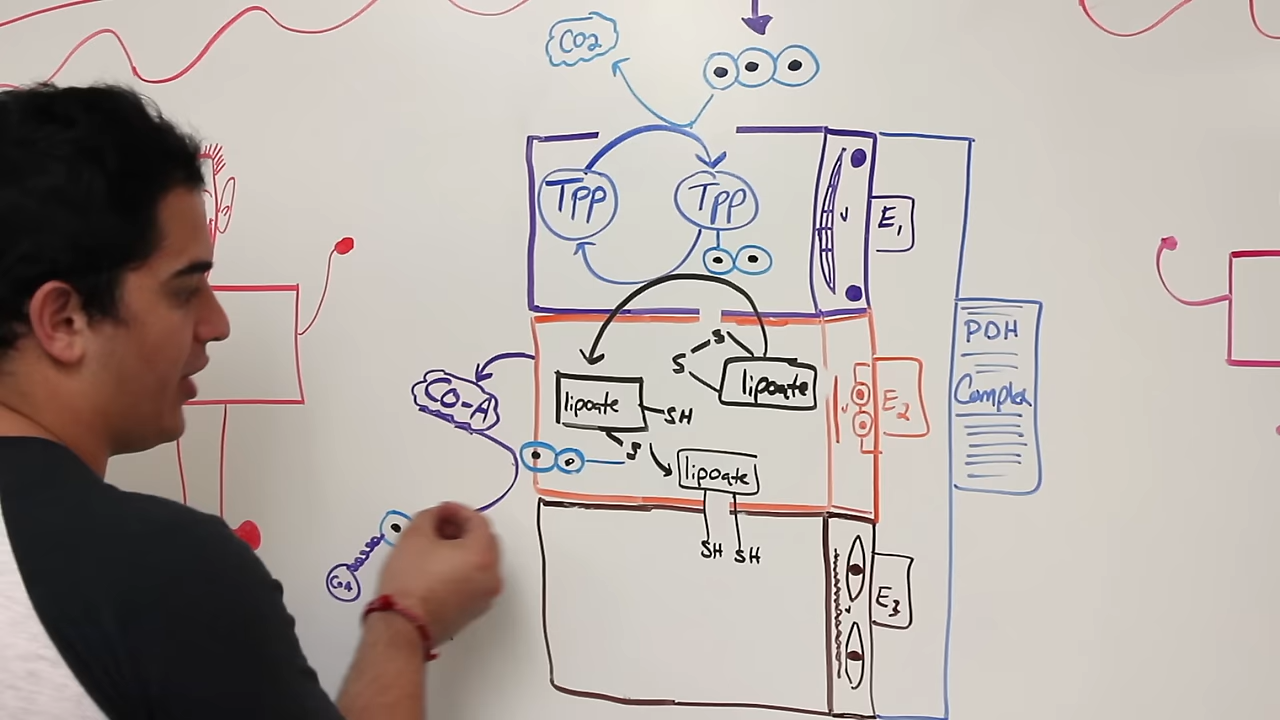 CO2
TPP
TPP
E1
PDH
Complex
S
S
lipoate
lipoate
SH
S
CO-A
E2
lipoate
SH SH
CoA
E3